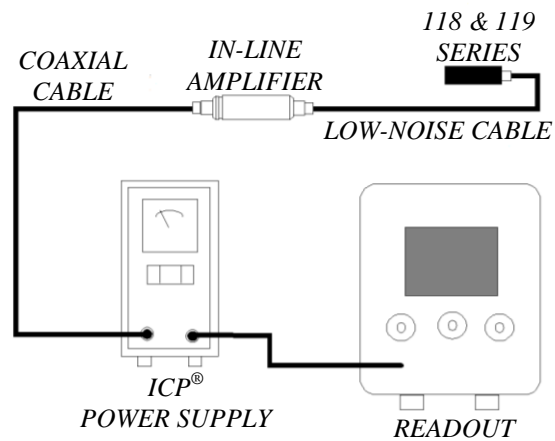 118 & 119
SERIES
COAXIAL
CABLE
IN-LINE
AMPLIFIER
LOW-NOISE CABLE
ICP®
POWER SUPPLY
READOUT